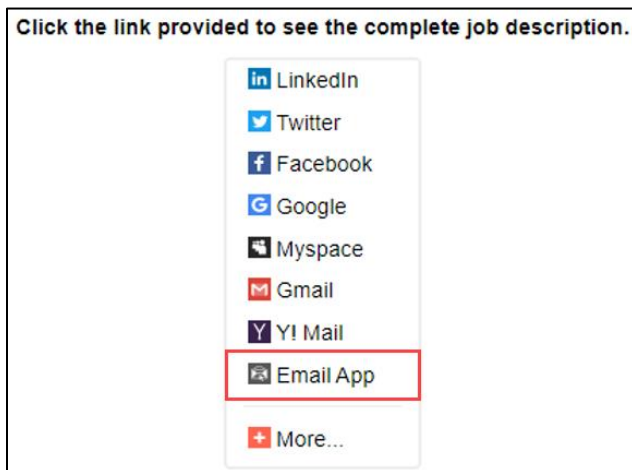 Click the link provided to see the complete job description.
in LinkedIn
Twitter
f Facebook
G Google
Myspace
M Gmail
Y Y! Mail
Email App
+ More...